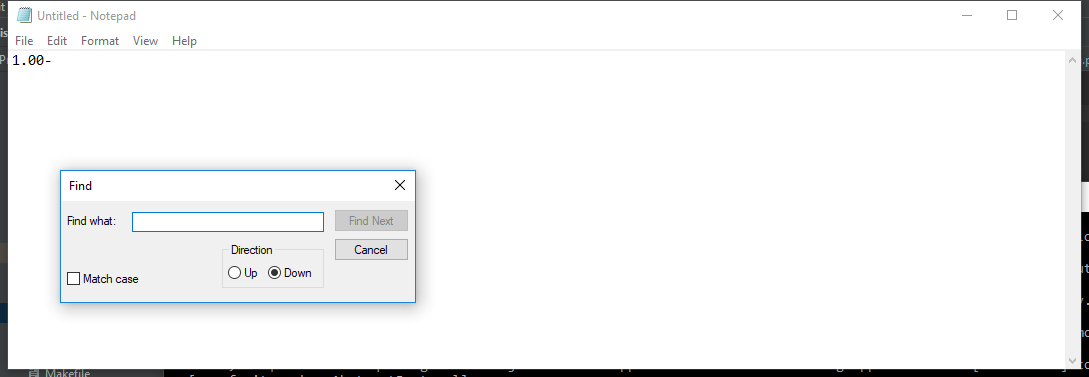 Untitled - Notepad
File Edit Format View Help
1.00-
Find
Find what:
Find Next
Cancel
Direction
Up Down
Match case
Makefile